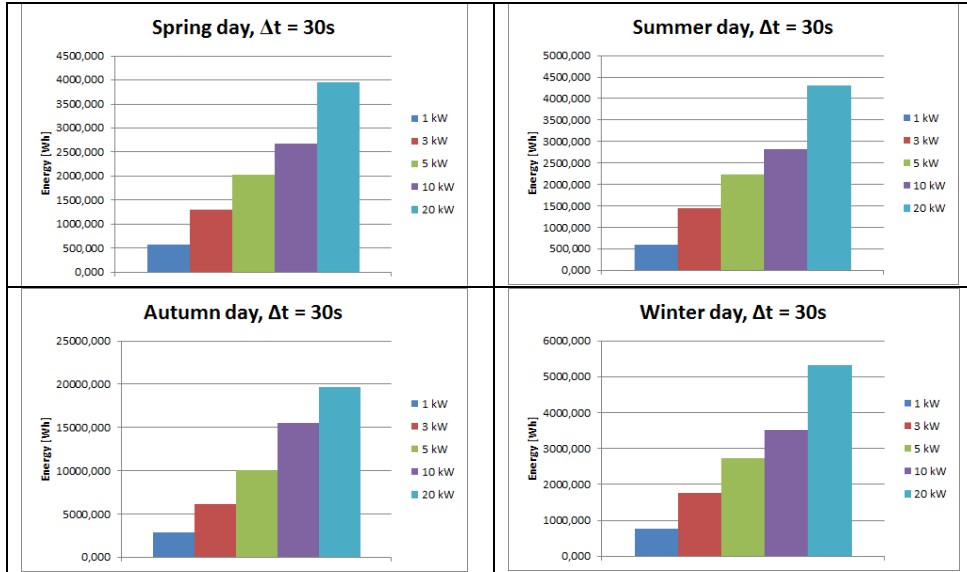 Spring day, Δt = 30s
4500,000
4000,000
3500,000
3000,000
2500,000
2000,000
1500,000
1000,000
500,000
0,000
Energy [Wh]
1 kW
3 kW
5 kW
10 kW
20 kW
Summer day, Δt = 30s
5000,000
4500,000
4000,000
3500,000
3000,000
2500,000
2000,000
1500,000
1000,000
500,000
0,000
Energy [Wh]
1 kW
3 kW
5 kW
10 kW
20 kW
Autumn day, Δt = 30s
25000,000
20000,000
15000,000
10000,000
5000,000
0,000
Energy [Wh]
1 kW
3 kW
5 kW
10 kW
20 kW
Winter day, Δt = 30s
6000,000
5000,000
4000,000
3000,000
2000,000
1000,000
0,000
Energy [Wh]
1 kW
3 kW
5 kW
10 kW
20 kW